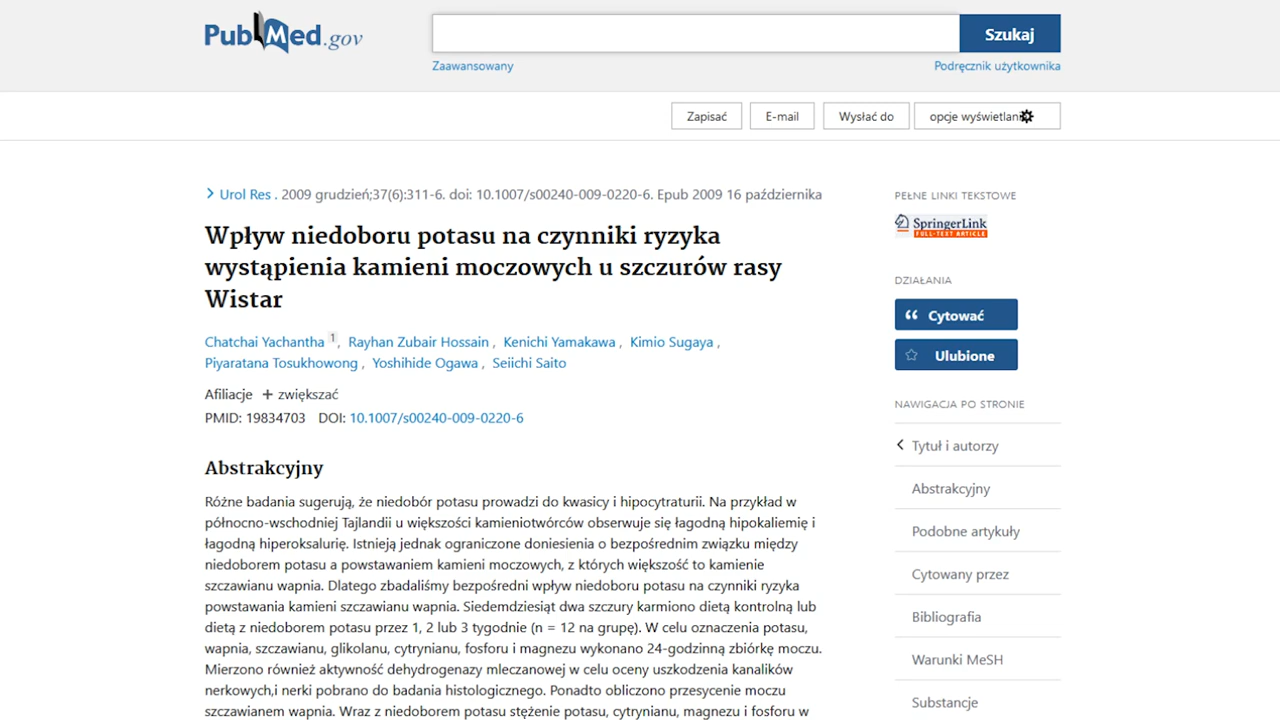 PubMed.gov
Szukaj
Zaawansowany
Podręcznik użytkownika
Zapisać
E-mail
Wysłać do
opcje wyświetlani
Urol Res . 2009 grudzień;37(6):311-6. doi: 10.1007/s00240-009-0220-6. Epub 2009 16 października
Wpływ niedoboru potasu na czynniki ryzyka
wystąpienia kamieni moczowych u szczurów rasy
Wistar
Chatchai Yachantha 1, Rayhan Zubair Hossain , Kenichi Yamakawa , Kimio Sugaya ,
Piyaratana Tosukhowong , Yoshihide Ogawa , Seiichi Saito
Afiliacje + zwiększać
PMID: 19834703 DOI: 10.1007/s00240-009-0220-6
Abstrakcyjny
Różne badania sugerują, że niedobór potasu prowadzi do kwasicy i hipocytraturii. Na przykład w
północno-wschodniej Tajlandii u większości kamieniotwórców obserwuje się łagodną hipokaliemię i
łagodną hiperoksalurię. Istnieją jednak ograniczone doniesienia o bezpośrednim związku między
niedoborem potasu a powstawaniem kamieni moczowych, z których większość to kamienie
szczawianu wapnia. Dlatego zbadaliśmy bezpośredni wpływ niedoboru potasu na czynniki ryzyka
powstawania kamieni szczawianu wapnia. Siedemdziesiąt dwa szczury karmiono dietą kontrolną lub
dietą z niedoborem potasu przez 1, 2 lub 3 tygodnie (n = 12 na grupę). W celu oznaczenia potasu,
wapnia, szczawianu, glikolanu, cytrynianu, fosforu i magnezu wykonano 24-godzinną zbiórkę moczu.
Mierzono również aktywność dehydrogenazy mleczanowej w celu oceny uszkodzenia kanalików
nerkowych,i nerki pobrano do badania histologicznego. Ponadto obliczono przesycenie moczu
szczawianem wapnia. Wraz z niedoborem potasu stężenie potasu, cytrynianu, magnezu i fosforu w
PEŁNE LINKI TEKSTOWE
SpringerLink
FULL-TEXT ARTICLE
DZIAŁANIA
Cytować
Ulubione
NAWIGACJA PO STRONIE
Tytuł i autorzy
Abstrakcyjny
Podobne artykuły
Cytowany przez
Bibliografia
Warunki MeSH
Substancje